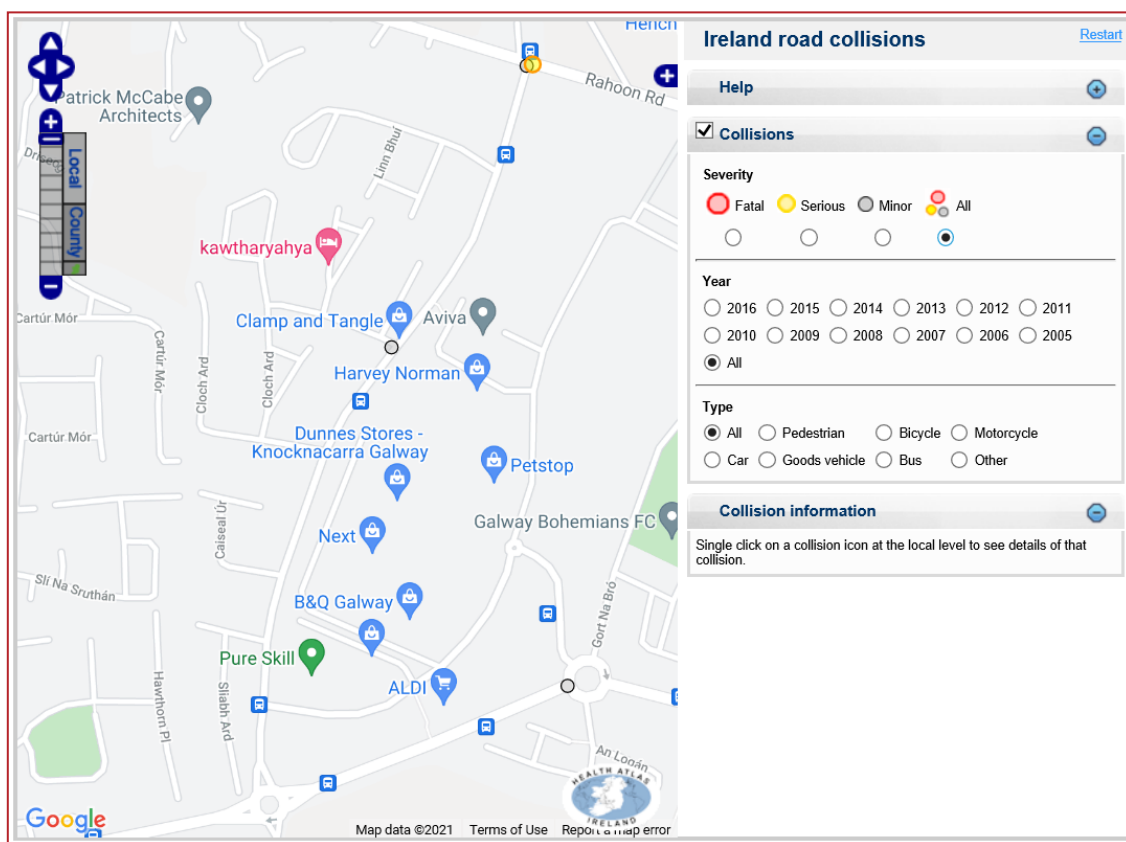 Rahoon Rd
Patrick McCabe
Architects
Linn Bhuí
Local
County
kawtharyahya
Cartúr Mór
Clamp and Tangle
Aviva
Cartúr Mór
Cloch Ard
Cloch Ard
Harvey Norman
Cartúr Mór
Dunnes Stores -
Knocknacarra Galway
Petstop
Caiseal Úr
Galway Bohemians FC
Next
Slí Na Sruthán
B&Q Galway
Gort Na Bró
Pure Skill
ALDI
Hawthorn Pl
Sliabh Ard
An Logán
HEALTH ATLAS
IRELAND
Google
Map data ©2021 Terms of Use Report a map error
Ireland road collisions
Restart
Help
Collisions
Severity
Fatal Serious Minor All
Year
2016 2015 2014 2013 2012 2011
2010 2009 2008 2007 2006 2005
All
Type
All Pedestrian Bicycle Motorcycle
Car Goods vehicle Bus Other
Collision information
Single click on a collision icon at the local level to see details of that
collision.